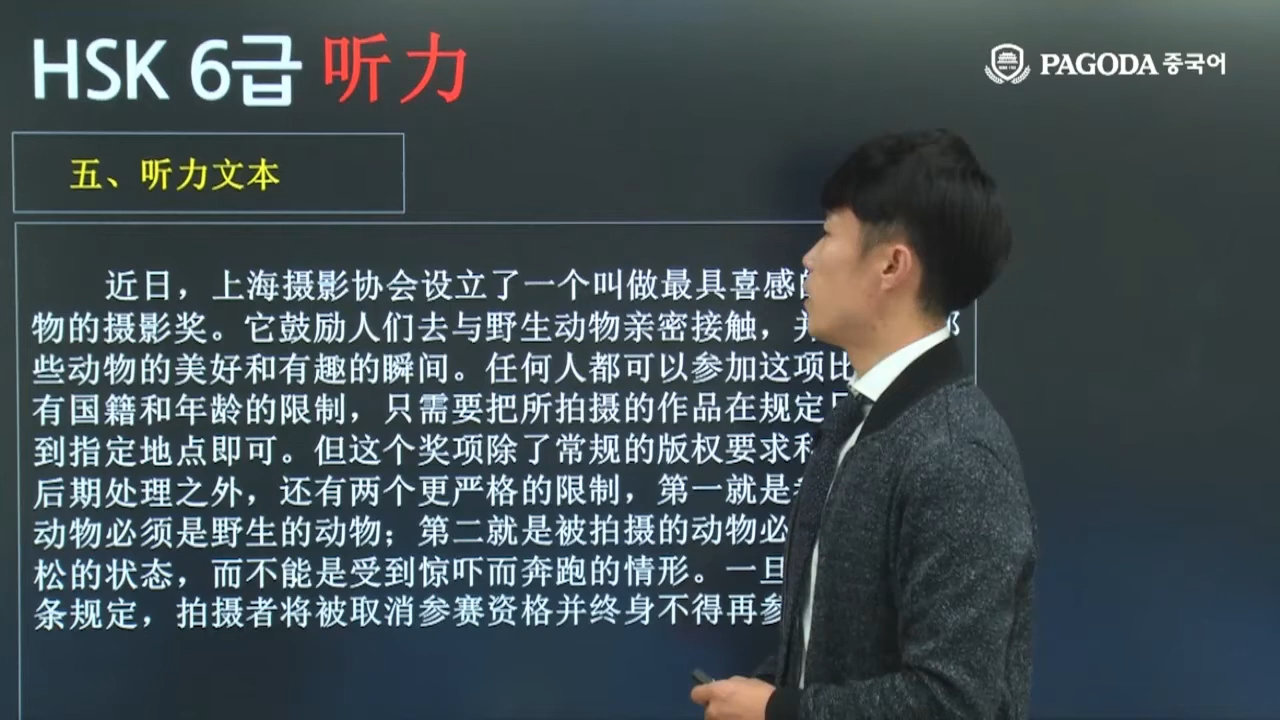 HSK 6급 听力
PAGODA 중국어
五、听力文本
近日，上海摄影协会设立了一个叫做最具喜感的
物的摄影奖。它鼓励人们去与野生动物亲密接触，并
些动物的美好和有趣的瞬间。任何人都可以参加这项比
有国籍和年龄的限制，只需要把所拍摄的作品在规定
到指定地点即可。但这个奖项除了常规的版权要求和
后期处理之外，还有两个更严格的限制，第一就是
动物必须是野生的动物；第二就是被拍摄的动物必
松的状态，而不能是受到惊吓而奔跑的情形。一旦
条规定，拍摄者将被取消参赛资格并终身不得再参